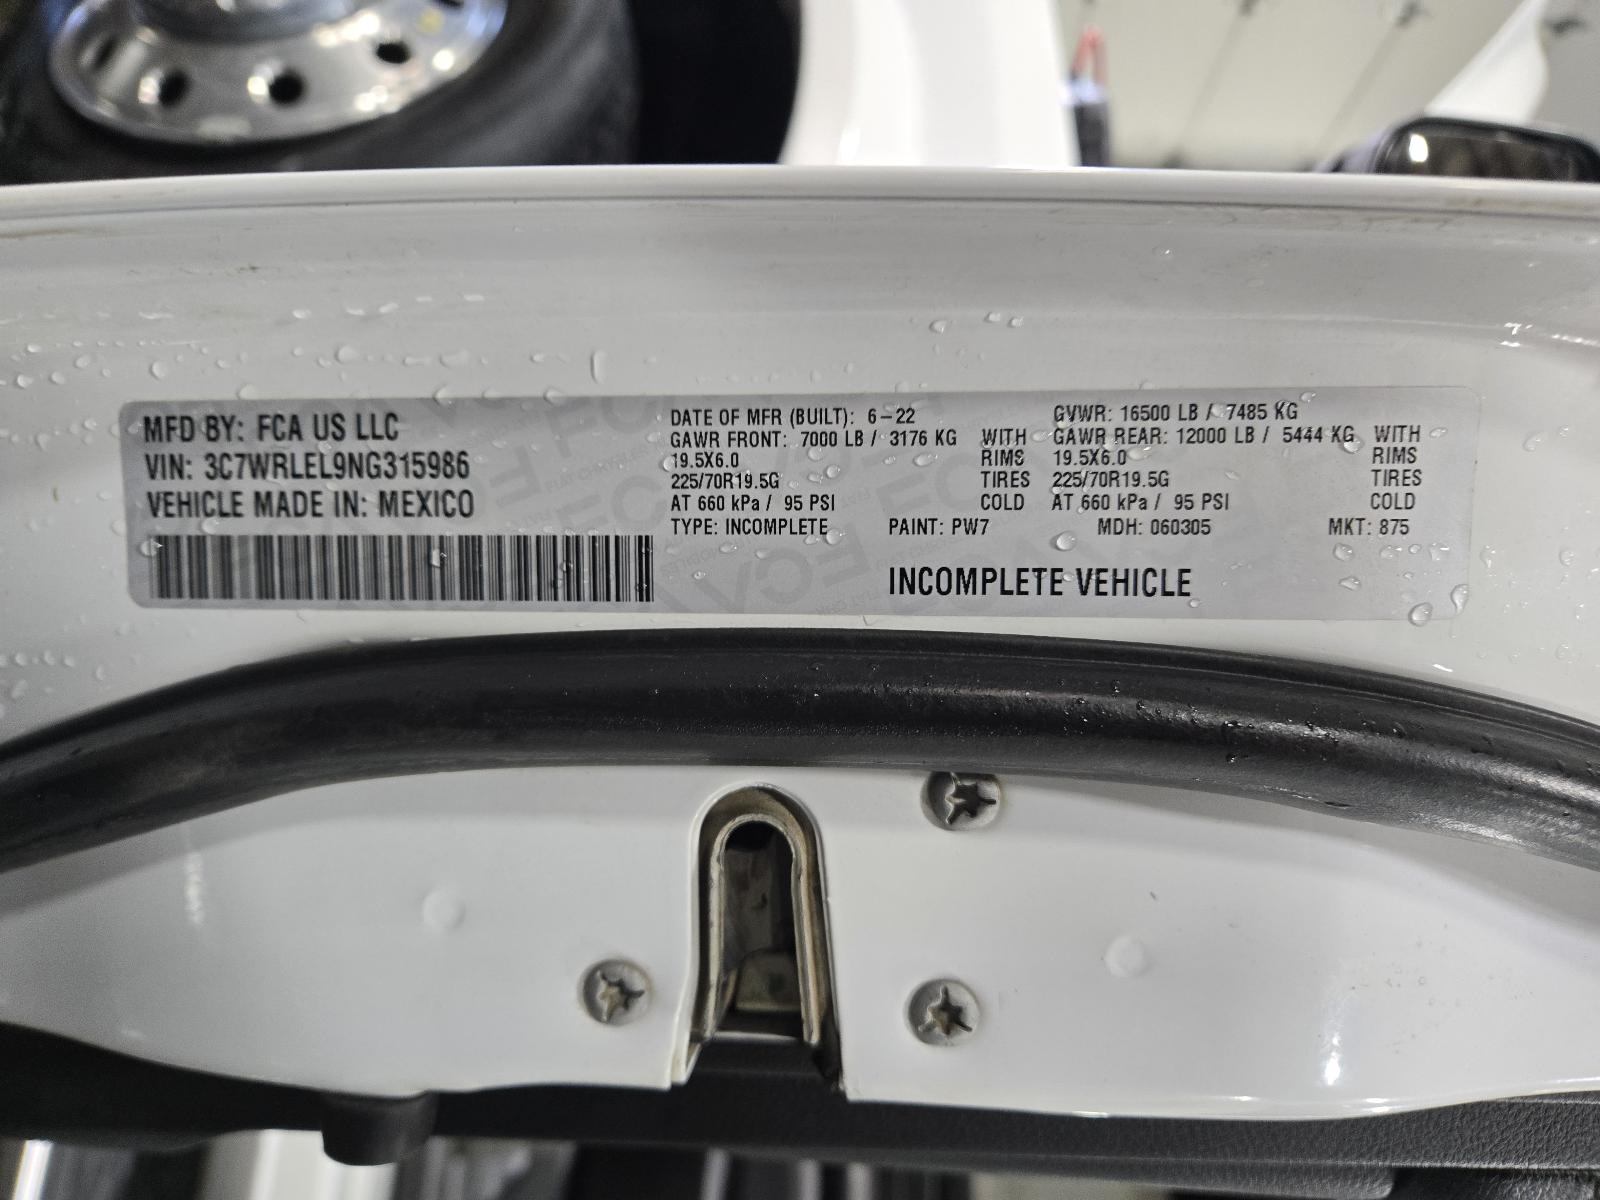 MFD BY: FCA US LLC
VIN: 3C7WRLEL9NG315986
VEHICLE MADE IN: MEXICO
DATE OF MFR (BUILT): 6-22
GAWR FRONT: 7000 LB / 3176 KG WITH
19.5X6.0 RIMS
225/70R19.5G TIRES
AT 660 kPa / 95 PSI COLD
GVWR: 16500 LB / 7485 KG
GAWR REAR: 12000 LB / 5444 KG WITH
19.5X6.0 RIMS
225/70R19.5G TIRES
AT 660 kPa / 95 PSI COLD
TYPE: INCOMPLETE PAINT: PW7 MDH: 060305 MKT: 875
INCOMPLETE VEHICLE